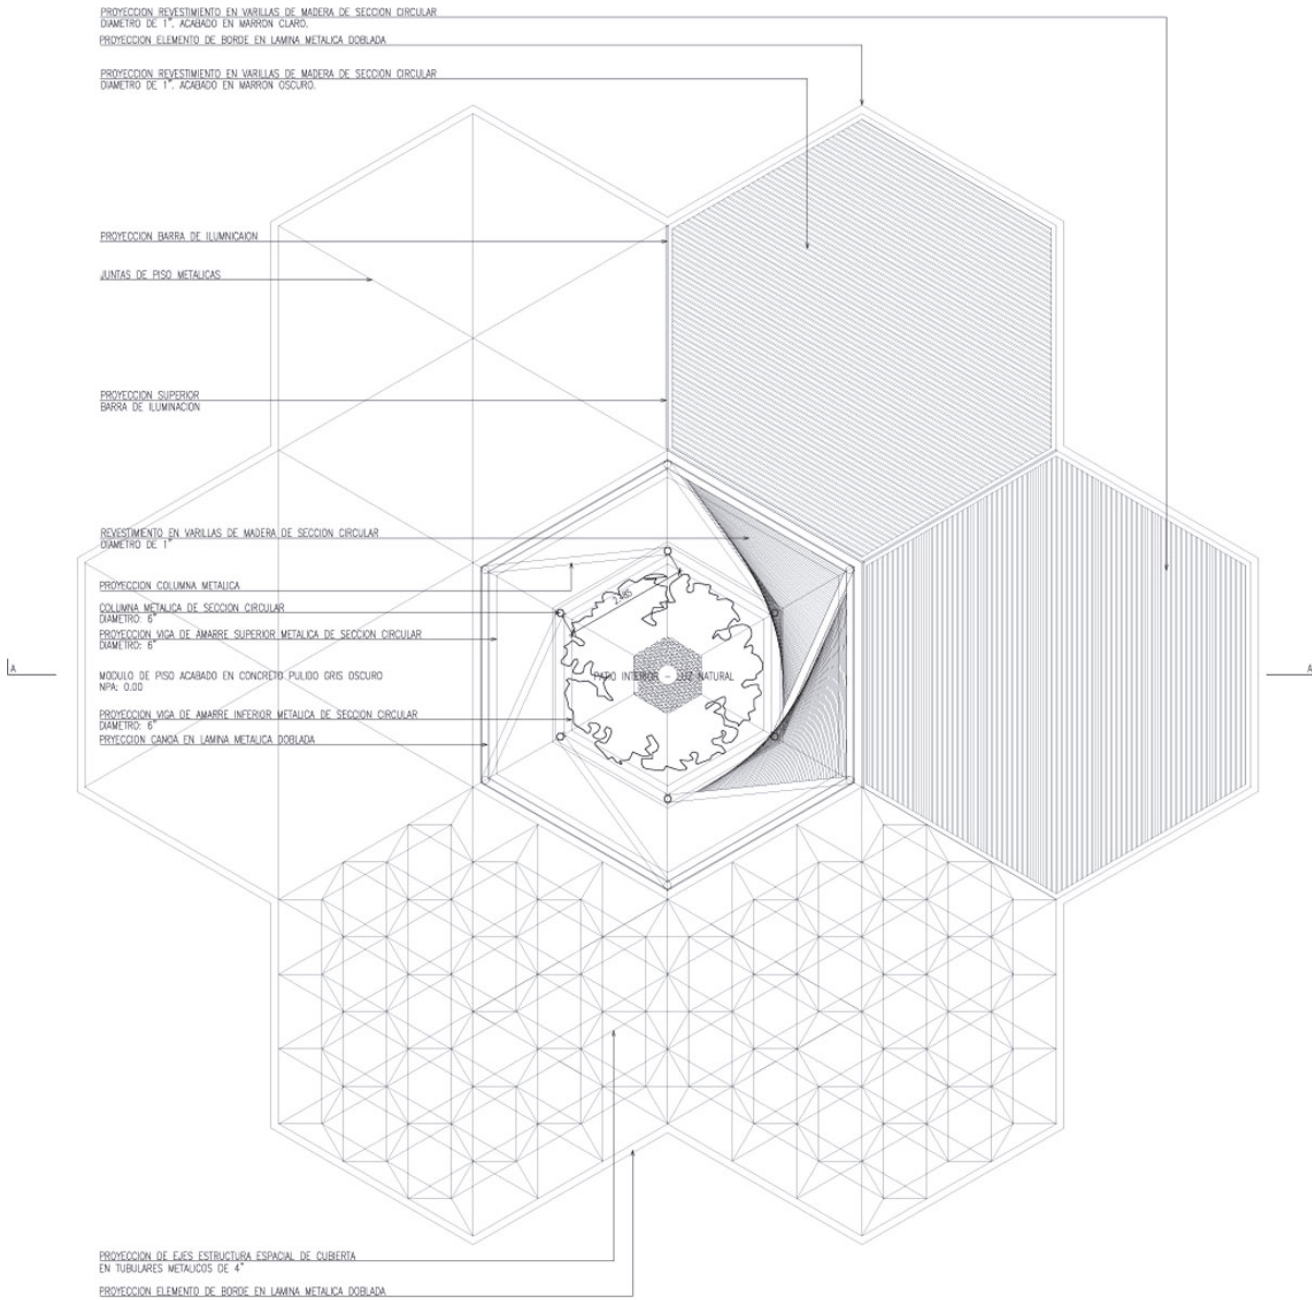 PROYECCION REVESTIMIENTO EN VARILLAS DE MADERA DE SECCION CIRCULAR
DIAMETRO DE 1". ACABADO EN MARRON CLARO.
PROYECCION ELEMENTO DE BORDE EN LAMINA METALICA DOBLADA
PROYECCION REVESTIMIENTO EN VARILLAS DE MADERA DE SECCION CIRCULAR
DIAMETRO DE 1". ACABADO EN MARRON OSCURO.
PROYECCION BARRA DE ILUMNICAION
JUNTAS DE PISO METALICAS
PROYECCION SUPERIOR
BARRA DE ILUMINACION
REVESTIMIENTO EN VARILLAS DE MADERA DE SECCION CIRCULAR
DIAMETRO DE 1"
PROYECCION COLUMNA METALICA
2.85
COLUMNA METALICA DE SECCION CIRCULAR
DIAMETRO: 6"
PROYECCION VIGA DE AMARRE SUPERIOR METALICA DE SECCION CIRCULAR
DIAMETRO: 6"
A
A
MODULO DE PISO ACABADO EN CONCRETO PULIDO GRIS OSCURO
NPA: 0.00
PATIO INTERIOR - LUZ NATURAL
PROYECCION VIGA DE AMARRE INFERIOR METALICA DE SECCION CIRCULAR
DIAMETRO: 6"
PRYECCION CANOA EN LAMINA METALICA DOBLADA
PROYECCION DE EJES ESTRUCTURA ESPACIAL DE CUBIERTA
EN TUBULARES METALICOS DE 4"
PROYECCION ELEMENTO DE BORDE EN LAMINA METALICA DOBLADA